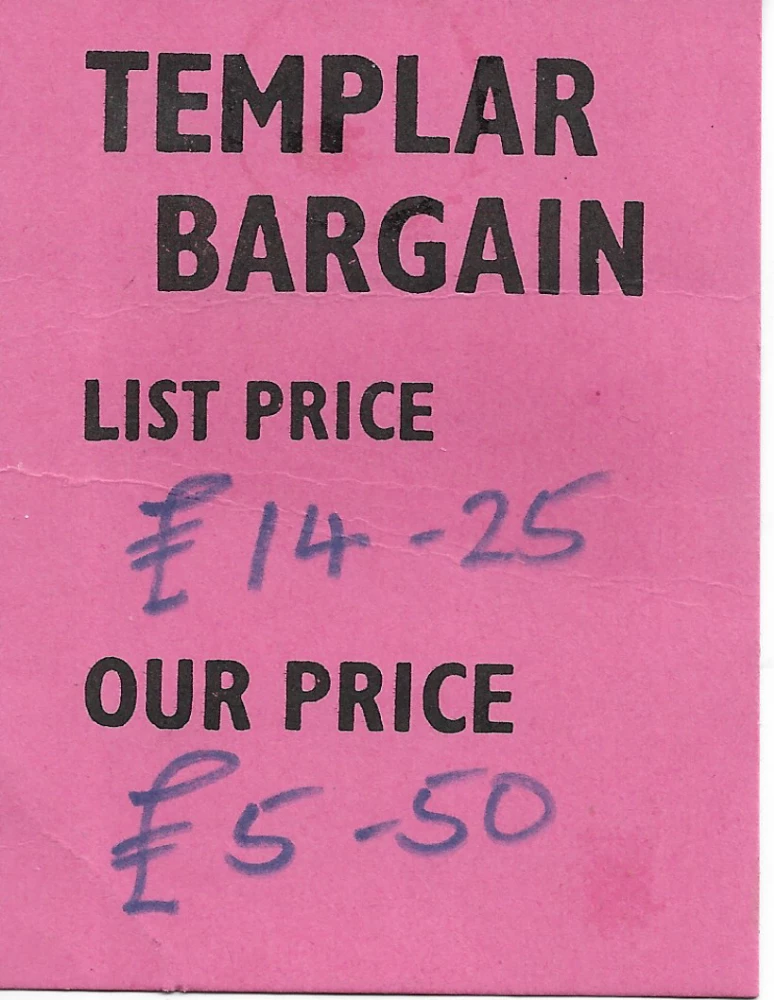 TEMPLAR
BARGAIN
LIST PRICE
£14-25
OUR PRICE
£5-50